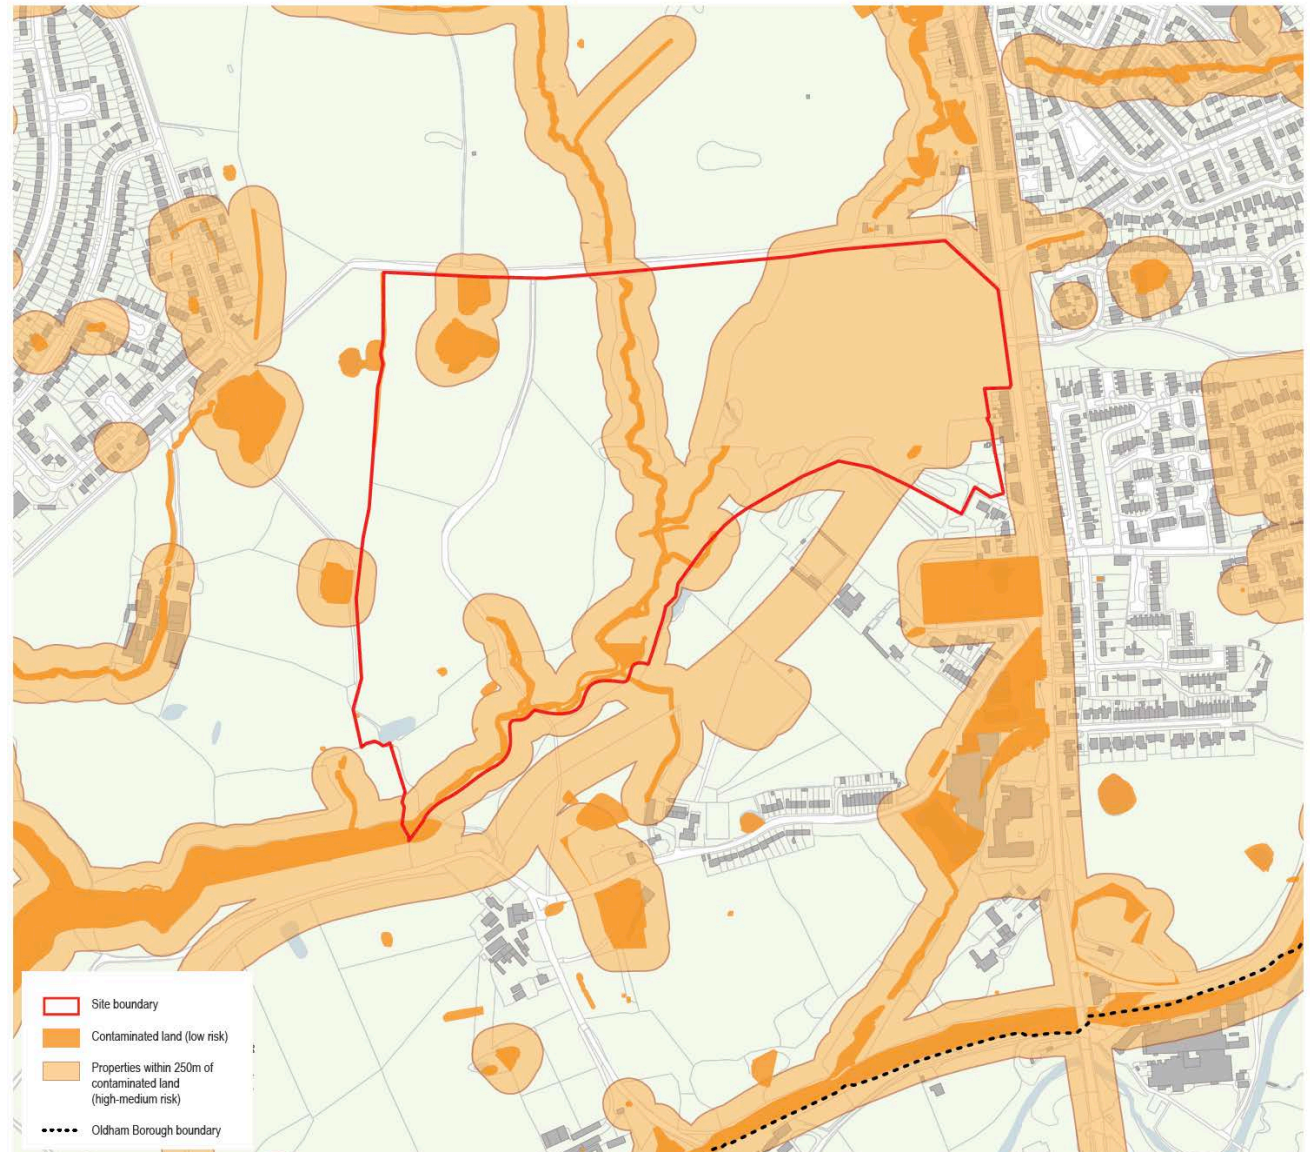 Site boundary
Contaminated land (low risk)
Properties within 250m of
contaminated land
(high-medium risk)
Oldham Borough boundary